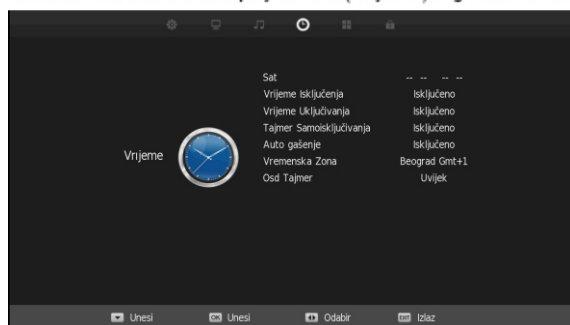 Sat -- -- -- --
Vrijeme Isključenja Isključeno
Vrijeme Uključivanja Isključeno
Tajmer Samoisključivanja Isključeno
Auto gašenje Isključeno
Vrijeme
Vremenska Zona Beograd Gmt+1
Osd Tajmer Uvijek
Unesi OK Unesi Odabir EXIT Izlaz